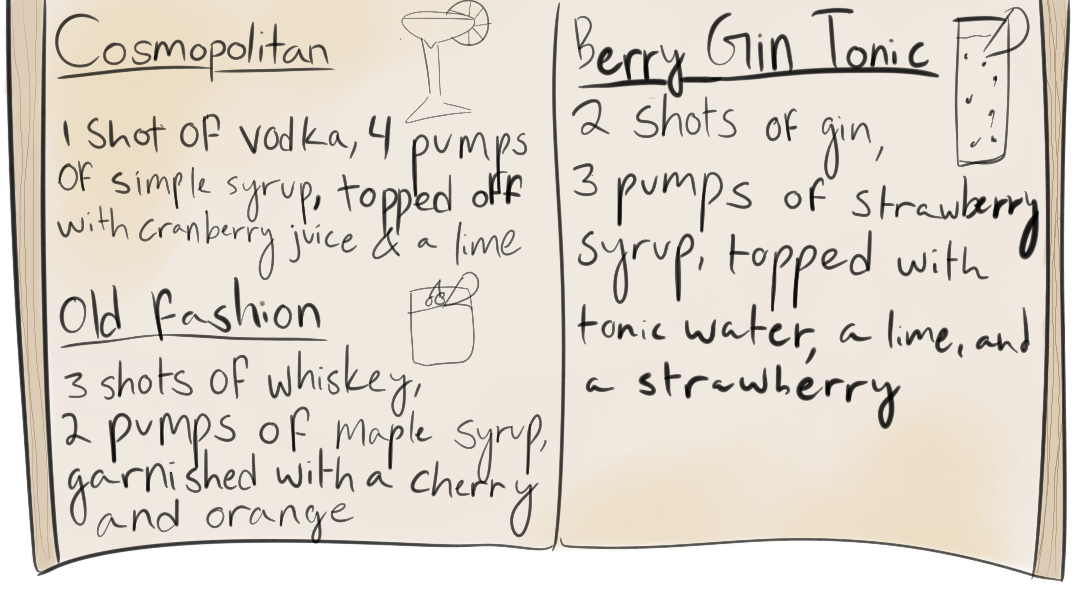 Cosmopolitan
1 Shot of vodka, 4 pumps
of simple syrup, topped off
with cranberry juice & a lime
Old Fashion
3 shots of whiskey,
2 pumps of maple syrup,
garnished with a cherry
and orange
Berry Gin Tonic
2 shots of gin,
3 pumps of strawberry
syrup, topped with
tonic water, a lime, and
a strawberry